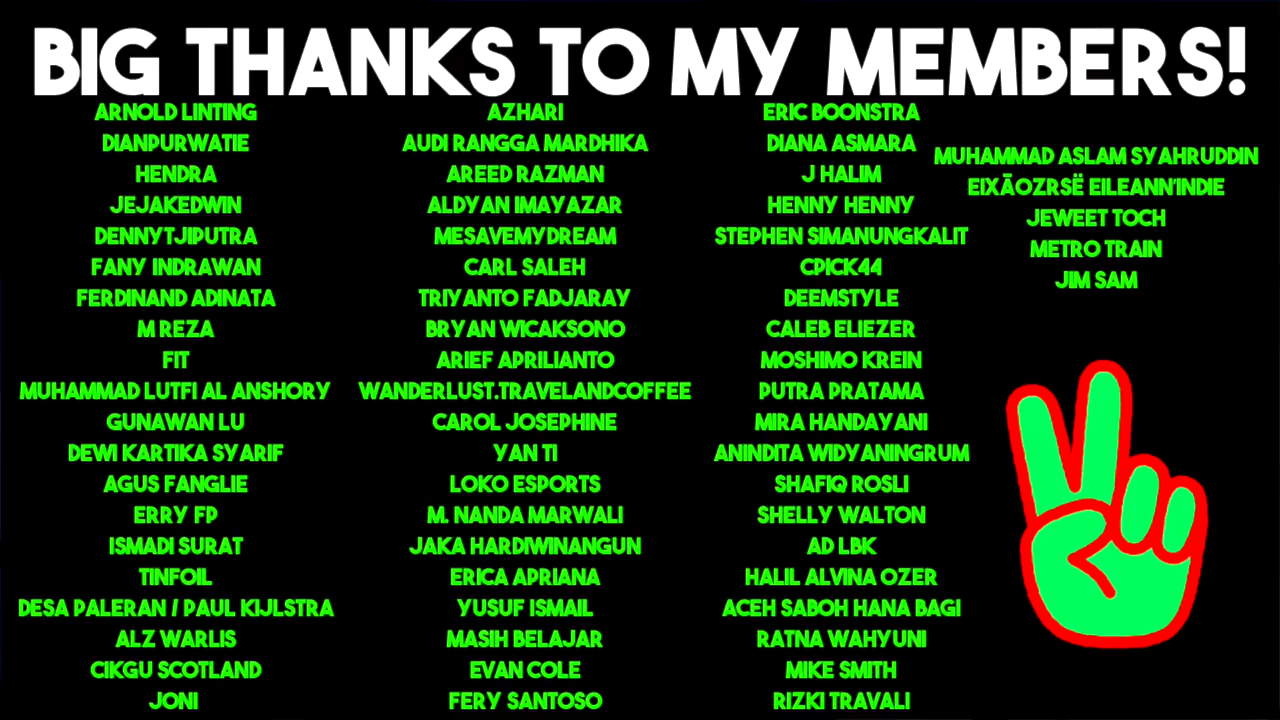 BIG THANKS TO MY MEMBERS!
ARNOLD LINTING
DIANPURWATIE
HENDRA
JEJAKEDWIN
DENNYTJIPUTRA
FANY INDRAWAN
FERDINAND ADINATA
M REZA
FIT
MUHAMMAD LUTFI AL ANSHORY
GUNAWAN LU
DEWI KARTIKA SYARIF
AGUS FANGLIE
ERRY FP
ISMADI SURAT
TINFOIL
DESA PALERAN / PAUL KIJLSTRA
ALZ WARLIS
CIKGU SCOTLAND
JONI
AZHARI
AUDI RANGGA MARDHIKA
AREED RAZMAN
ALDYAN IMAYAZAR
MESAVEMYDREAM
CARL SALEH
TRIYANTO FADJARAY
BRYAN WICAKSONO
ARIEF APRILIANTO
WANDERLUST.TRAVELANDCOFFEE
CAROL JOSEPHINE
YAN TI
LOKO ESPORTS
M. NANDA MARWALI
JAKA HARDIWINANGUN
ERICA APRIANA
YUSUF ISMAIL
MASIH BELAJAR
EVAN COLE
FERY SANTOSO
ERIC BOONSTRA
DIANA ASMARA
J HALIM
HENNY HENNY
STEPHEN SIMANUNGKALIT
CPICK44
DEEMSTYLE
CALEB ELIEZER
MOSHIMO KREIN
PUTRA PRATAMA
MIRA HANDAYANI
ANINDITA WIDYANINGRUM
SHAFIQ ROSLI
SHELLY WALTON
AD LBK
HALIL ALVINA OZER
ACEH SABOH HANA BAGI
RATNA WAHYUNI
MIKE SMITH
RIZKI TRAVALI
MUHAMMAD ASLAM SYAHRUDDIN
EIXĀOZRSË EILEANN'INDIE
JEWEET TOCH
METRO TRAIN
JIM SAM